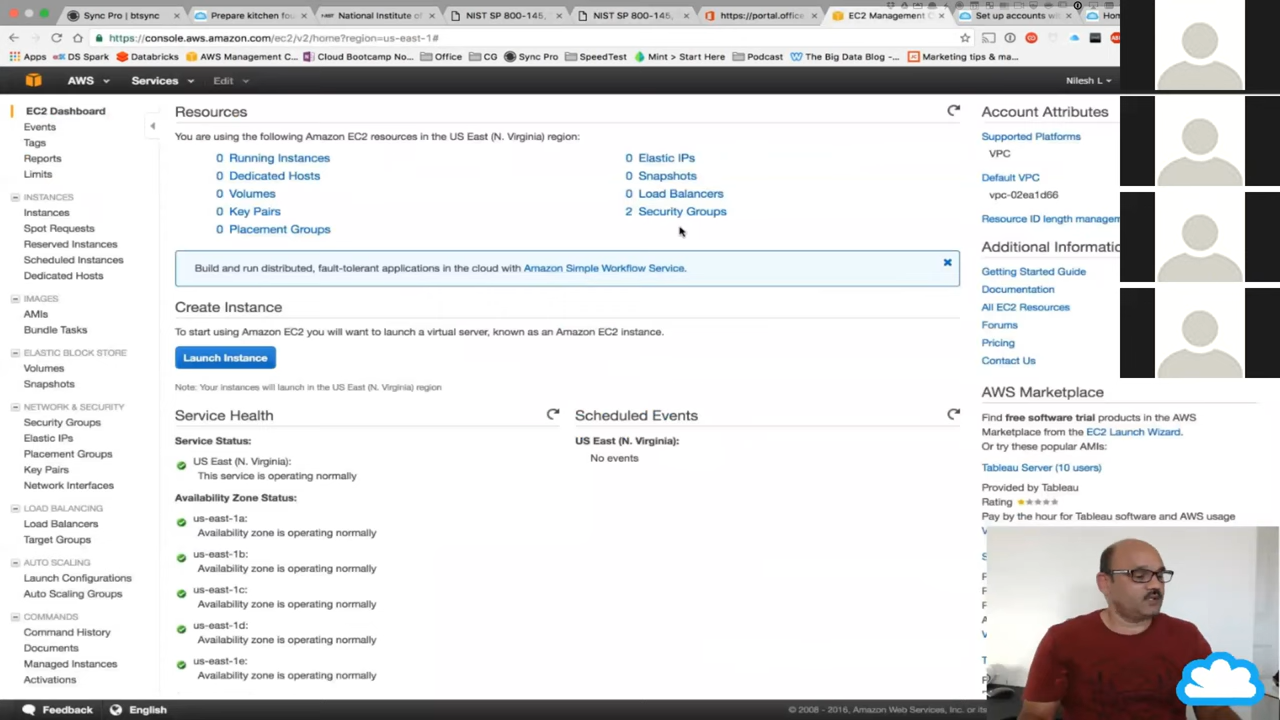 Sync Pro | btsync
Prepare kitchen fo
National Institute of
NIST SP 800-145,
NIST SP 800-145,
https://portal.office
EC2 Management C
Set up accounts wi
Hom
https://console.aws.amazon.com/ec2/v2/home?region=us-east-1#
Apps
DS Spark
Databricks
AWS Management C...
Cloud Bootcamp No...
Office
CG
Sync Pro
SpeedTest
Mint > Start Here
Podcast
The Big Data Blog -...
Marketing tips & ma...
AWS
Services
Edit
Nilesh L
EC2 Dashboard
Events
Tags
Reports
Limits
INSTANCES
Instances
Spot Requests
Reserved Instances
Scheduled Instances
Dedicated Hosts
IMAGES
AMIs
Bundle Tasks
ELASTIC BLOCK STORE
Volumes
Snapshots
NETWORK & SECURITY
Security Groups
Elastic IPs
Placement Groups
Key Pairs
Network Interfaces
LOAD BALANCING
Load Balancers
Target Groups
AUTO SCALING
Launch Configurations
Auto Scaling Groups
COMMANDS
Command History
Documents
Managed Instances
Activations
Resources
You are using the following Amazon EC2 resources in the US East (N. Virginia) region:
0 Running Instances
0 Dedicated Hosts
0 Volumes
0 Key Pairs
0 Placement Groups
0 Elastic IPs
0 Snapshots
0 Load Balancers
2 Security Groups
Build and run distributed, fault-tolerant applications in the cloud with Amazon Simple Workflow Service.
Create Instance
To start using Amazon EC2 you will want to launch a virtual server, known as an Amazon EC2 instance.
Launch Instance
Note: Your instances will launch in the US East (N. Virginia) region
Service Health
Service Status:
US East (N. Virginia):
This service is operating normally
Availability Zone Status:
us-east-1a:
Availability zone is operating normally
us-east-1b:
Availability zone is operating normally
us-east-1c:
Availability zone is operating normally
us-east-1d:
Availability zone is operating normally
us-east-1e:
Availability zone is operating normally
Scheduled Events
US East (N. Virginia):
No events
Account Attributes
Supported Platforms
VPC
Default VPC
vpc-02ea1d66
Resource ID length managem
Additional Informatio
Getting Started Guide
Documentation
All EC2 Resources
Forums
Pricing
Contact Us
AWS Marketplace
Find free software trial products in the AWS
Marketplace from the EC2 Launch Wizard.
Or try these popular AMIs:
Tableau Server (10 users)
Provided by Tableau
Rating
Pay by the hour for Tableau software and AWS usage
Feedback
English
© 2008 - 2016, Amazon Web Services, Inc. or its